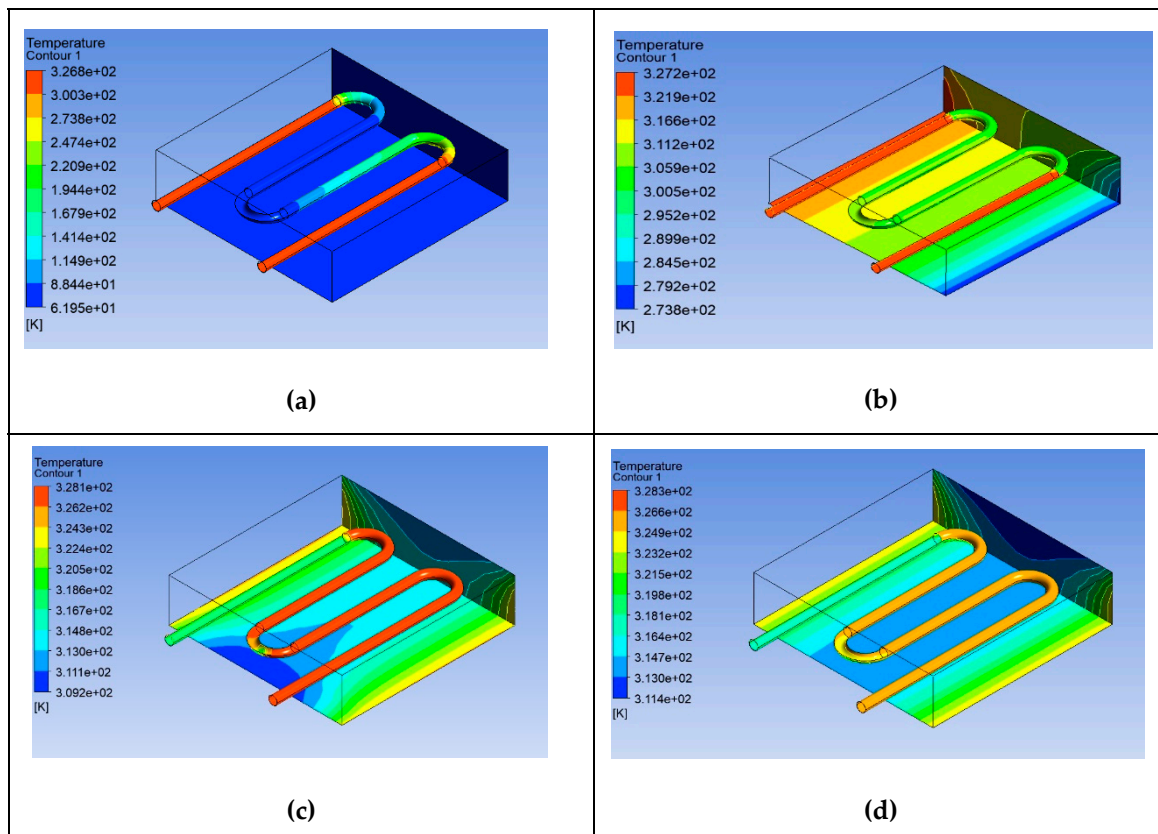 Temperature
Contour 1
3.268e+02
3.003e+02
2.738e+02
2.474e+02
2.209e+02
1.944e+02
1.679e+02
1.414e+02
1.149e+02
8.844e+01
6.195e+01
[K]
(a)
Temperature
Contour 1
3.272e+02
3.219e+02
3.166e+02
3.112e+02
3.059e+02
3.005e+02
2.952e+02
2.899e+02
2.845e+02
2.792e+02
2.738e+02
[K]
(b)
Temperature
Contour 1
3.281e+02
3.262e+02
3.243e+02
3.224e+02
3.205e+02
3.186e+02
3.167e+02
3.148e+02
3.130e+02
3.111e+02
3.092e+02
[K]
(c)
Temperature
Contour 1
3.283e+02
3.266e+02
3.249e+02
3.232e+02
3.215e+02
3.198e+02
3.181e+02
3.164e+02
3.147e+02
3.130e+02
3.114e+02
[K]
(d)